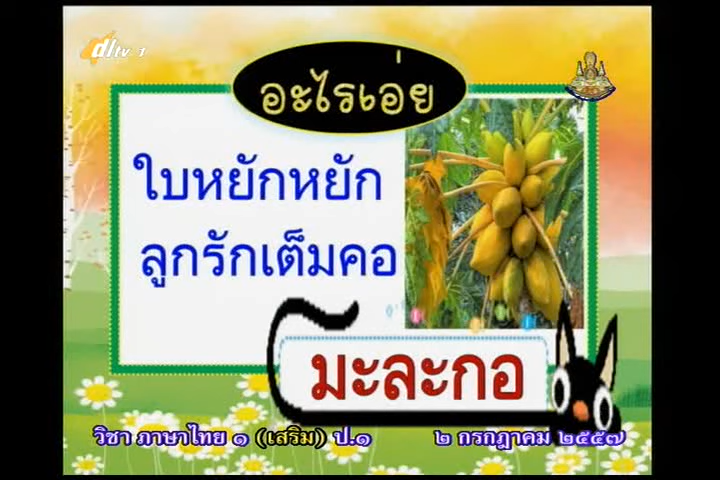 dltv 1
อะไรเอ่ย
ใบหยักหยัก
ลูกรักเต็มคอ
มะละกอ
วิชา ภาษาไทย ๑ (เสริม) ป.๑ ๒ กรกฎาคม ๒๕๕๗